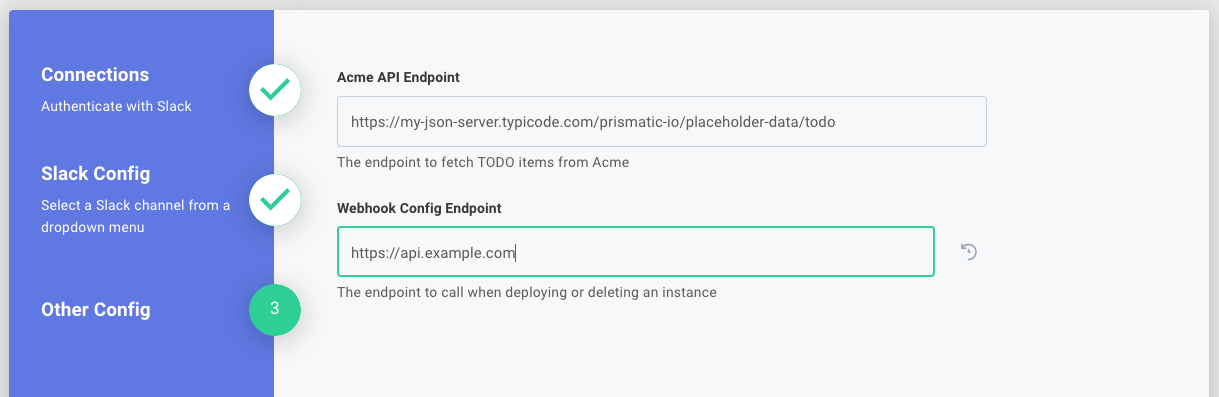 Connections
Authenticate with Slack
Slack Config
Select a Slack channel from a
dropdown menu
Other Config
3
Acme API Endpoint
https://my-json-server.typicode.com/prismatic-io/placeholder-data/todo
The endpoint to fetch TODO items from Acme
Webhook Config Endpoint
https://api.example.com
The endpoint to call when deploying or deleting an instance